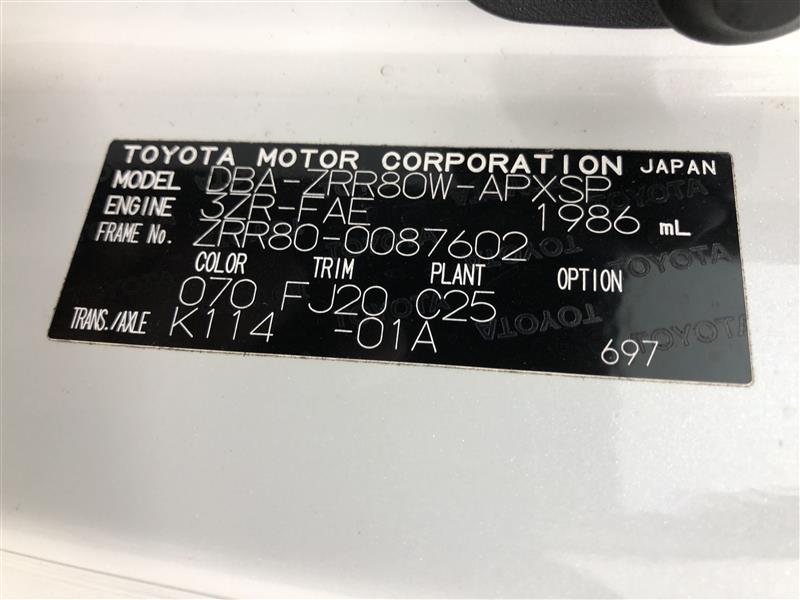 TOYOTA MOTOR CORPORATION JAPAN
MODEL DBA-ZRR80W-APXSP
ENGINE 3ZR-FAE 1986 mL
FRAME No. ZRR80-0087602
COLOR TRIM PLANT OPTION
070 FJ20 C25
TRANS./AXLE K114 -01A
697